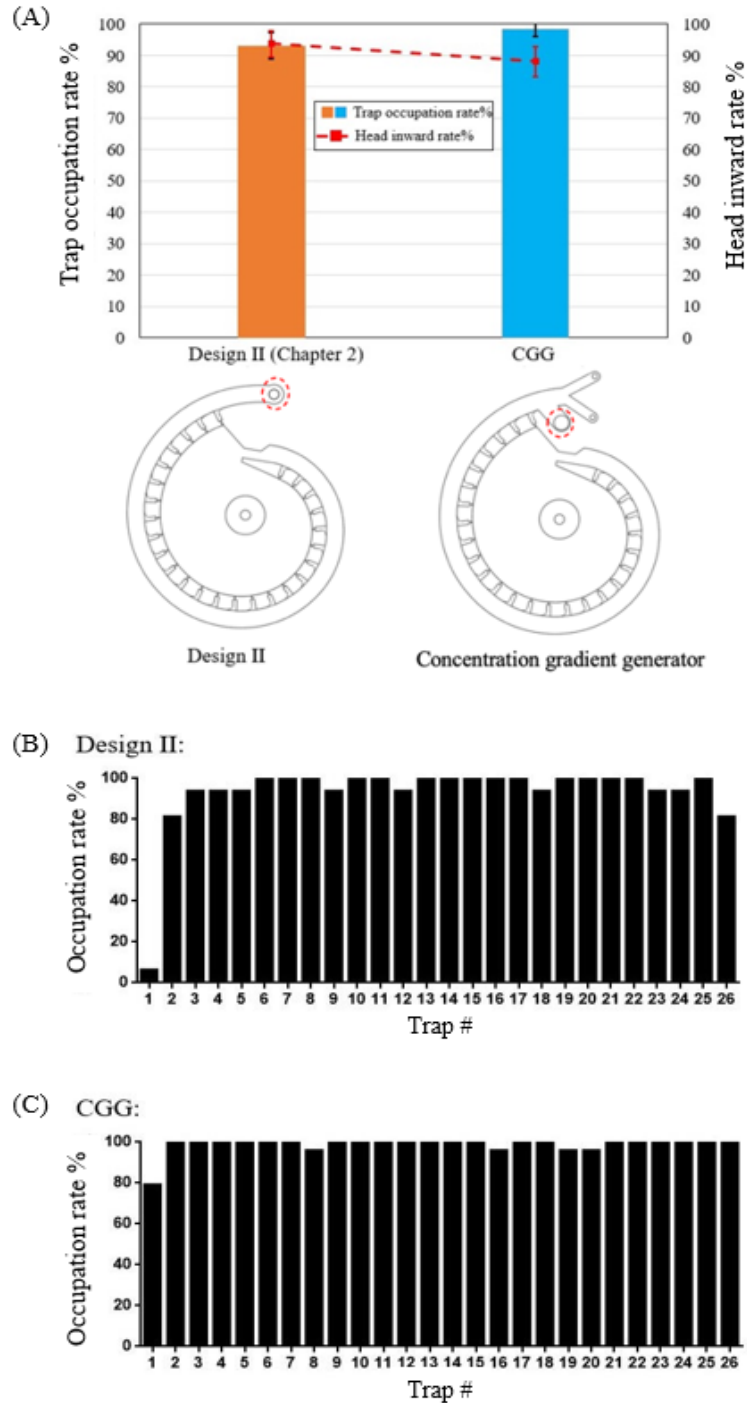 (A)
100
90
80
70
60
50
40
30
20
10
0
Trap occupation rate %
Trap occupation rate%
Head inward rate%
100
90
80
70
60
50
40
30
20
10
0
Head inward rate %
Design II (Chapter 2) CGG
Design II
Concentration gradient generator
(B) Design II:
Occupation rate %
100
80
60
40
20
0
1 2 3 4 5 6 7 8 9 10 11 12 13 14 15 16 17 18 19 20 21 22 23 24 25 26
Trap #
(C) CGG:
Occupation rate %
100
80
60
40
20
0
1 2 3 4 5 6 7 8 9 10 11 12 13 14 15 16 17 18 19 20 21 22 23 24 25 26
Trap #